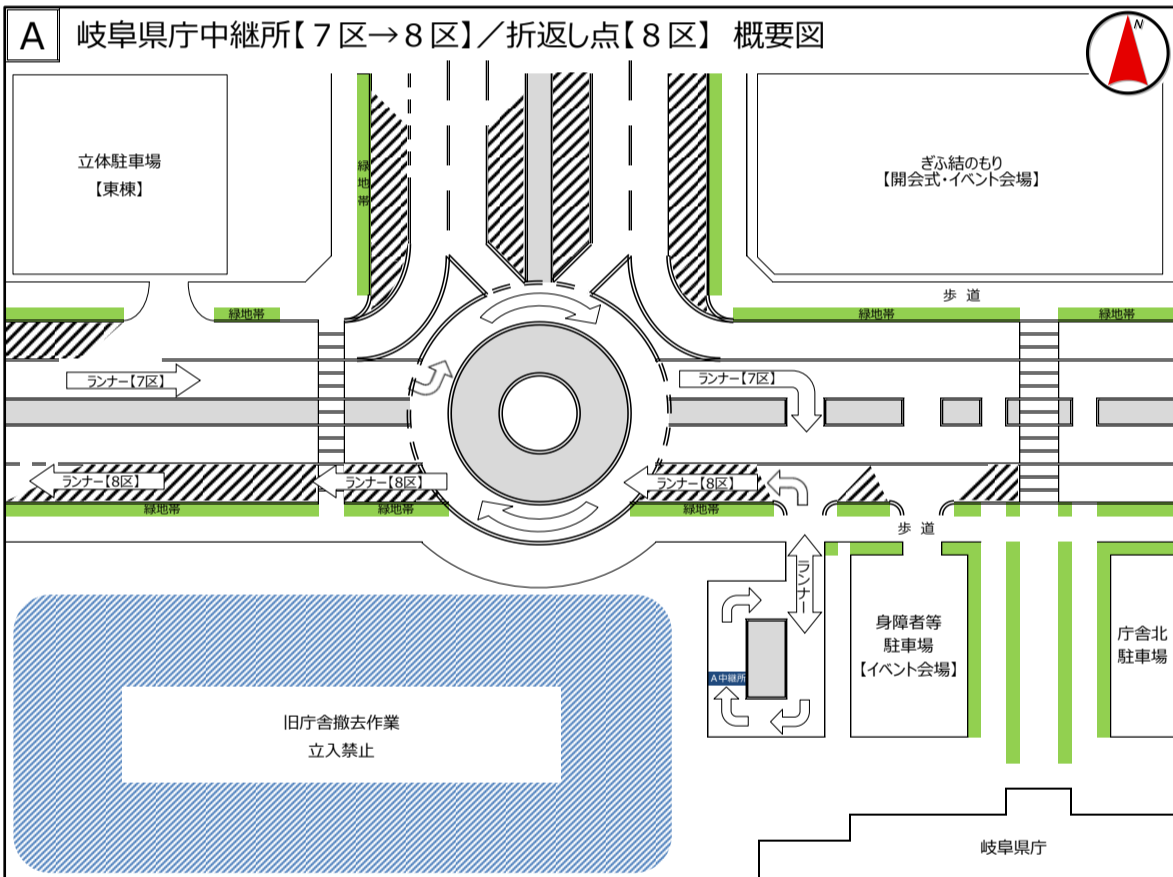 A
岐阜県庁中継所【7区→8区】/折返し点【8区】 概要図
N
立体駐車場
【東棟】
緑地帯
ぎふ結のもり
【開会式・イベント会場】
歩 道
緑地帯
緑地帯
緑地帯
ランナー【7区】
ランナー【7区】
ランナー【8区】
ランナー【8区】
ランナー【8区】
緑地帯
緑地帯
緑地帯
歩 道
ランナー
身障者等
駐車場
【イベント会場】
庁舎北
駐車場
A中継所
旧庁舎撤去作業
立入禁止
岐阜県庁